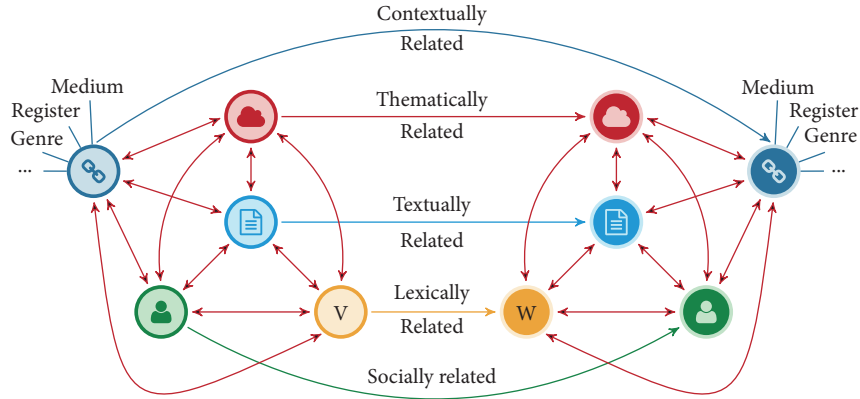 Contextually
Related
Medium
Register
Genre
...
Thematically
Related
Medium
Register
Genre
...
Textually
Related
V
Lexically
Related
W
Socially related